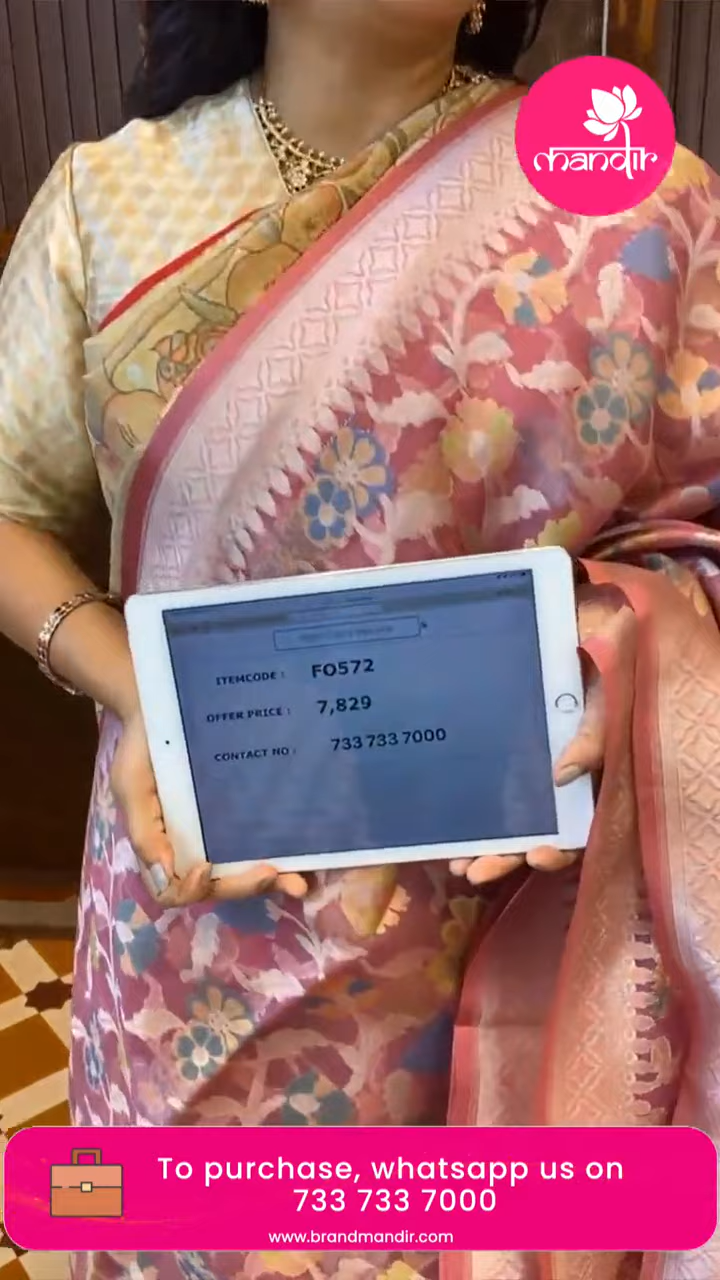 mandir
ITEMCODE : FO572
OFFER PRICE : 7,829
CONTACT NO : 733 733 7000
To purchase, whatsapp us on
733 733 7000
www.brandmandir.com